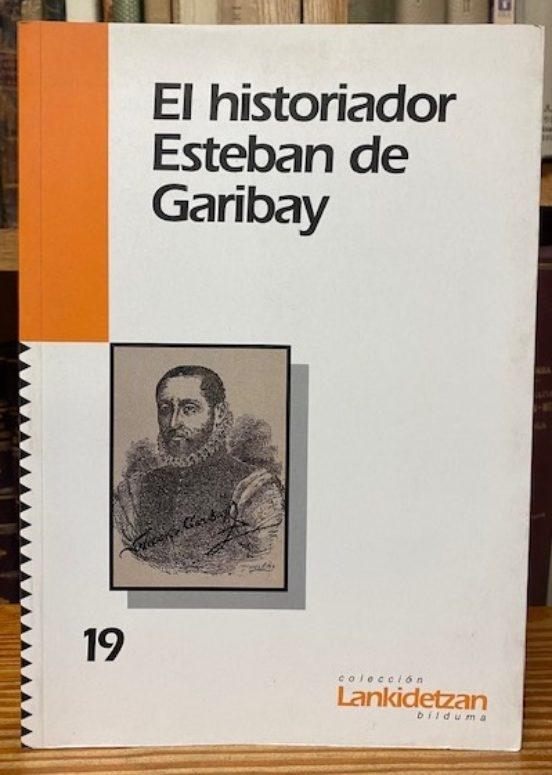 El historiador
Esteban de
Garibay
19
colección
Lankidetzan
bilduma